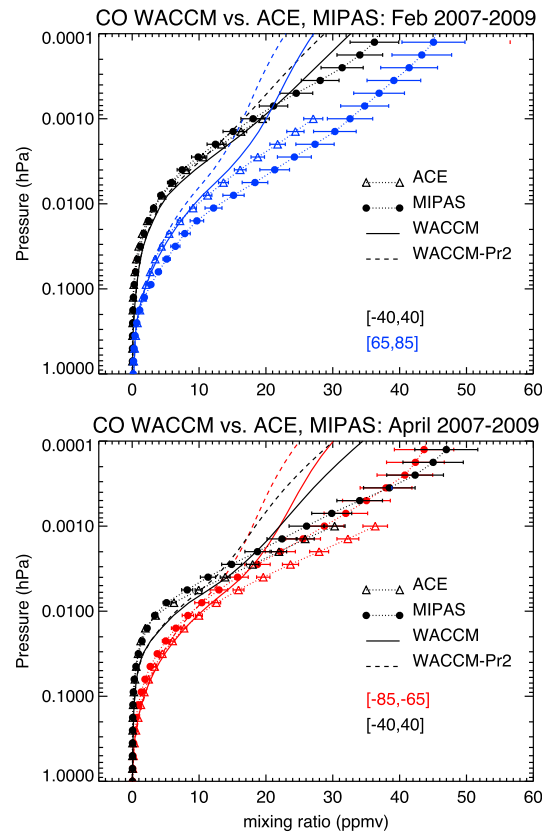 CO WACCM vs. ACE, MIPAS: Feb 2007-2009
0.0001
0.0010
0.0100
0.1000
1.0000
Pressure (hPa)
ACE
MIPAS
WACCM
WACCM-Pr2
[-40,40]
[65,85]
0 10 20 30 40 50 60
CO WACCM vs. ACE, MIPAS: April 2007-2009
0.0001
0.0010
0.0100
0.1000
1.0000
Pressure (hPa)
ACE
MIPAS
WACCM
WACCM-Pr2
[-85,-65]
[-40,40]
0 10 20 30 40 50 60
mixing ratio (ppmv)